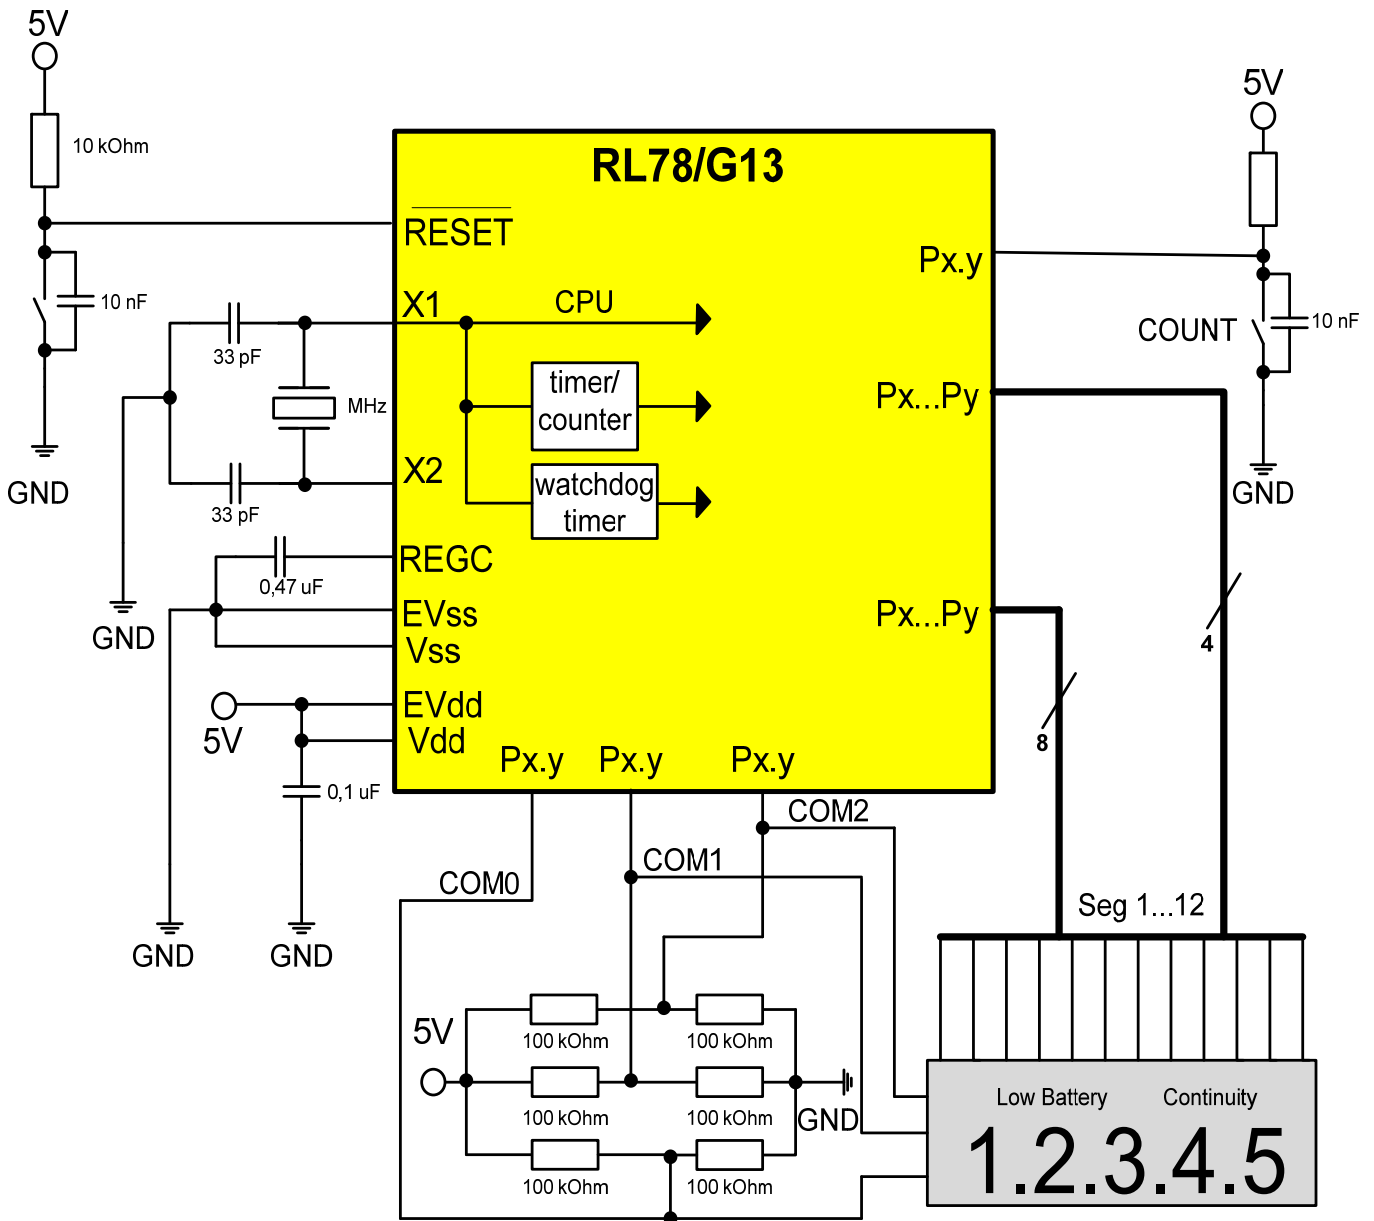 5V
10 kOhm
10 nF
GND
33 pF
MHz
33 pF
GND
0,47 uF
5V
0,1 uF
GND
GND
RL78/G13
RESET
X1
CPU
timer/
counter
X2
watchdog
timer
REGC
EVss
Vss
EVdd
Vdd
Px.y
Px...Py
Px...Py
Px.y
Px.y
Px.y
5V
COUNT
10 nF
GND
4
8
COM2
COM1
COM0
Seg 1...12
5V
100 kOhm
100 kOhm
100 kOhm
100 kOhm
100 kOhm
100 kOhm
GND
Low Battery
Continuity
1.2.3.4.5